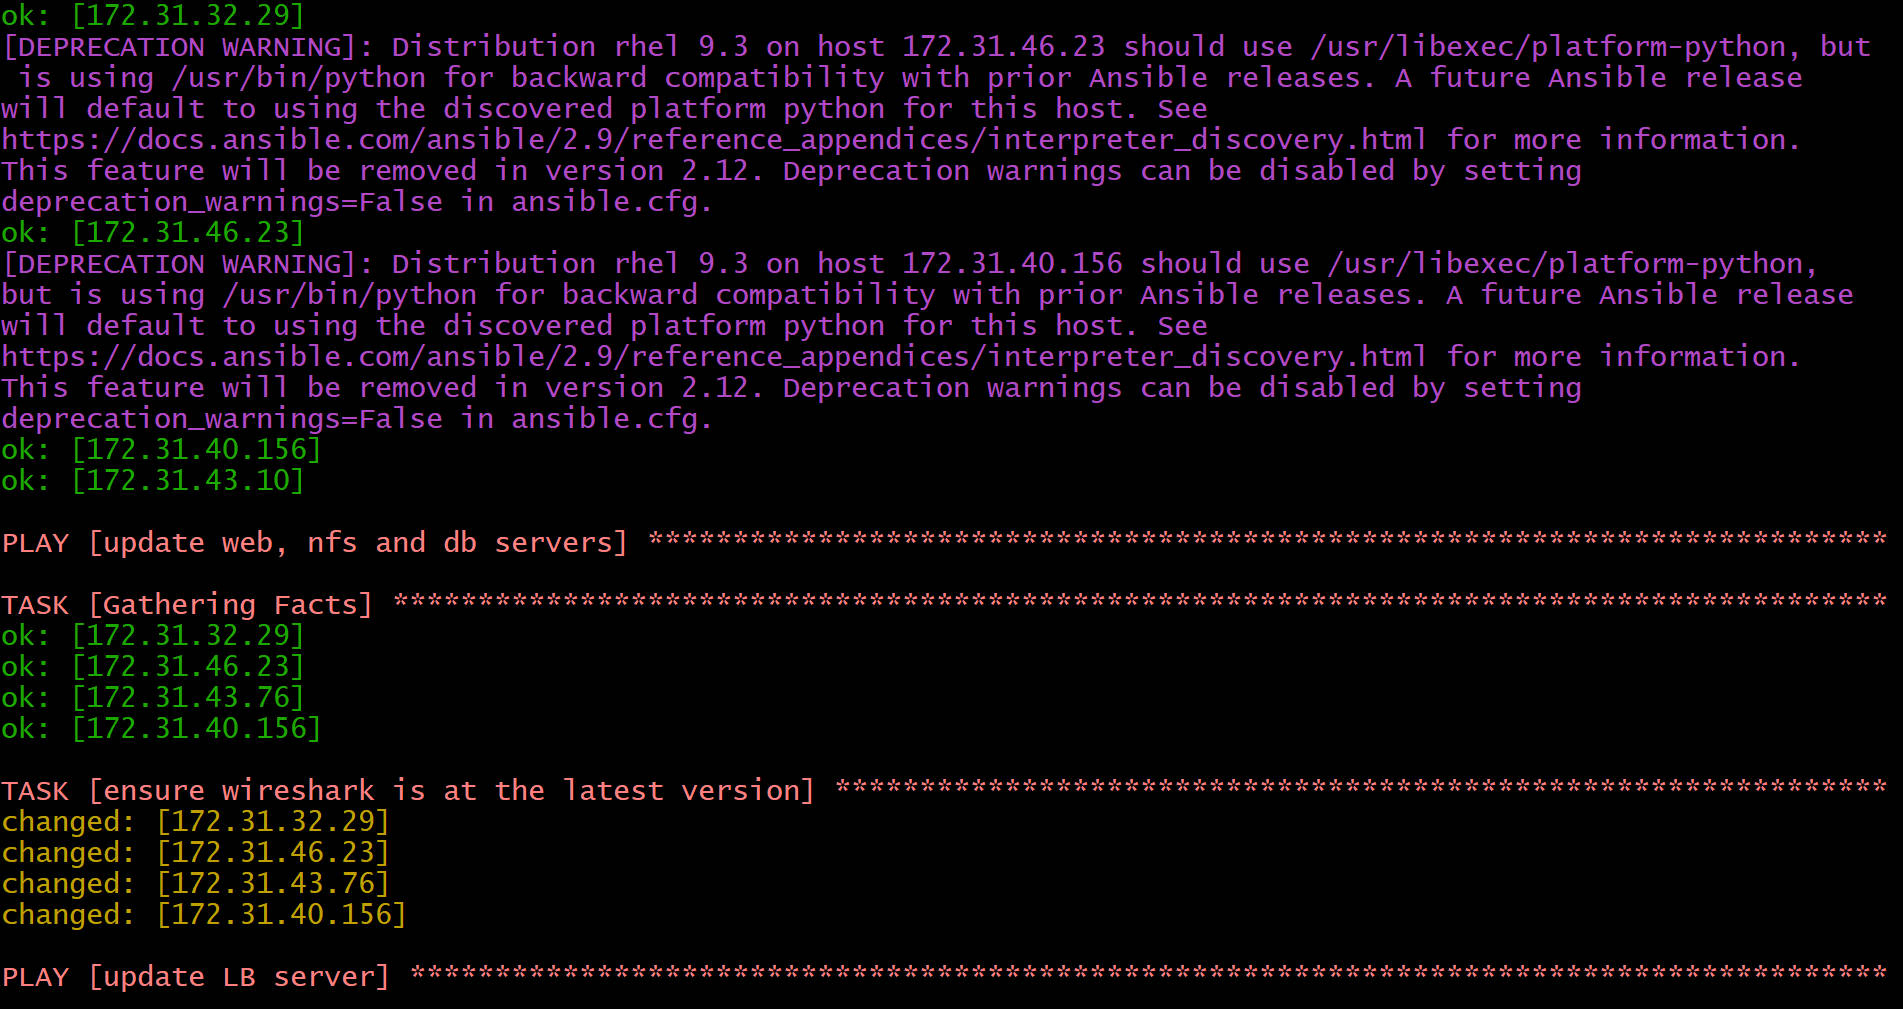 ok: [172.31.32.29]
[DEPRECATION WARNING]: Distribution rhel 9.3 on host 172.31.46.23 should use /usr/libexec/platform-python, but
 is using /usr/bin/python for backward compatibility with prior Ansible releases. A future Ansible release
will default to using the discovered platform python for this host. See
https://docs.ansible.com/ansible/2.9/reference_appendices/interpreter_discovery.html for more information.
This feature will be removed in version 2.12. Deprecation warnings can be disabled by setting
deprecation_warnings=False in ansible.cfg.
ok: [172.31.46.23]
[DEPRECATION WARNING]: Distribution rhel 9.3 on host 172.31.40.156 should use /usr/libexec/platform-python,
but is using /usr/bin/python for backward compatibility with prior Ansible releases. A future Ansible release
will default to using the discovered platform python for this host. See
https://docs.ansible.com/ansible/2.9/reference_appendices/interpreter_discovery.html for more information.
This feature will be removed in version 2.12. Deprecation warnings can be disabled by setting
deprecation_warnings=False in ansible.cfg.
ok: [172.31.40.156]
ok: [172.31.43.10]

PLAY [update web, nfs and db servers] *************************************************************************

TASK [Gathering Facts] ****************************************************************************************
ok: [172.31.32.29]
ok: [172.31.46.23]
ok: [172.31.43.76]
ok: [172.31.40.156]

TASK [ensure wireshark is at the latest version] **************************************************************
changed: [172.31.32.29]
changed: [172.31.46.23]
changed: [172.31.43.76]
changed: [172.31.40.156]

PLAY [update LB server] ***************************************************************************************